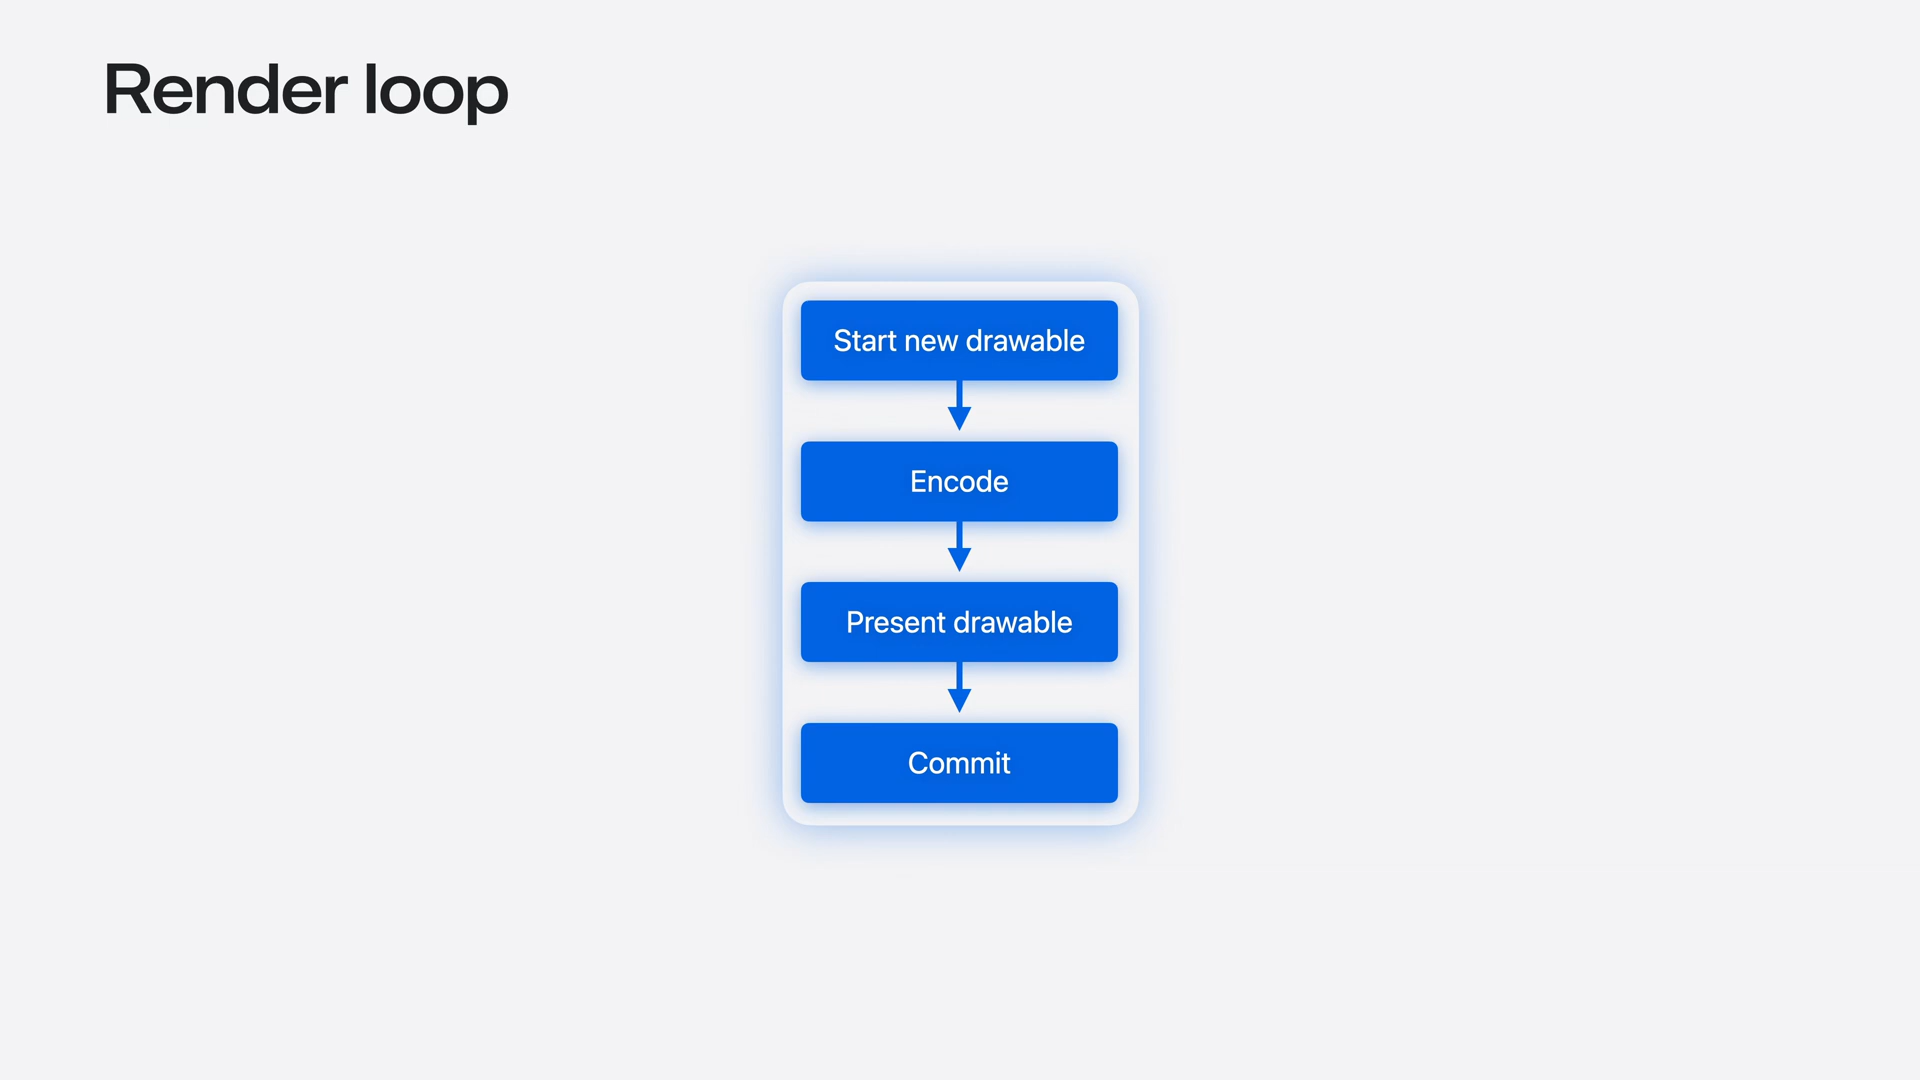 Render loop
Start new drawable
Encode
Present drawable
Commit